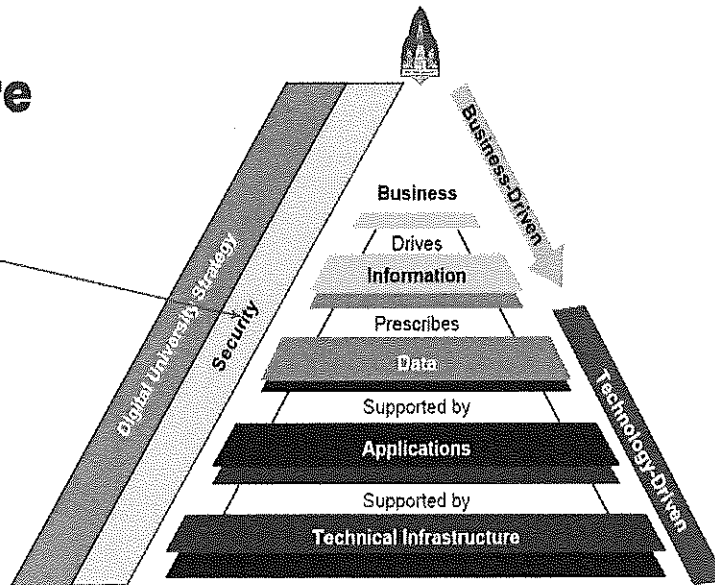 re
Business-Driven
Business
Drives
Information
Prescribes
Data
Supported by
Applications
Supported by
Technical Infrastructure
Digital University Strategy
Security
Technology-Driven